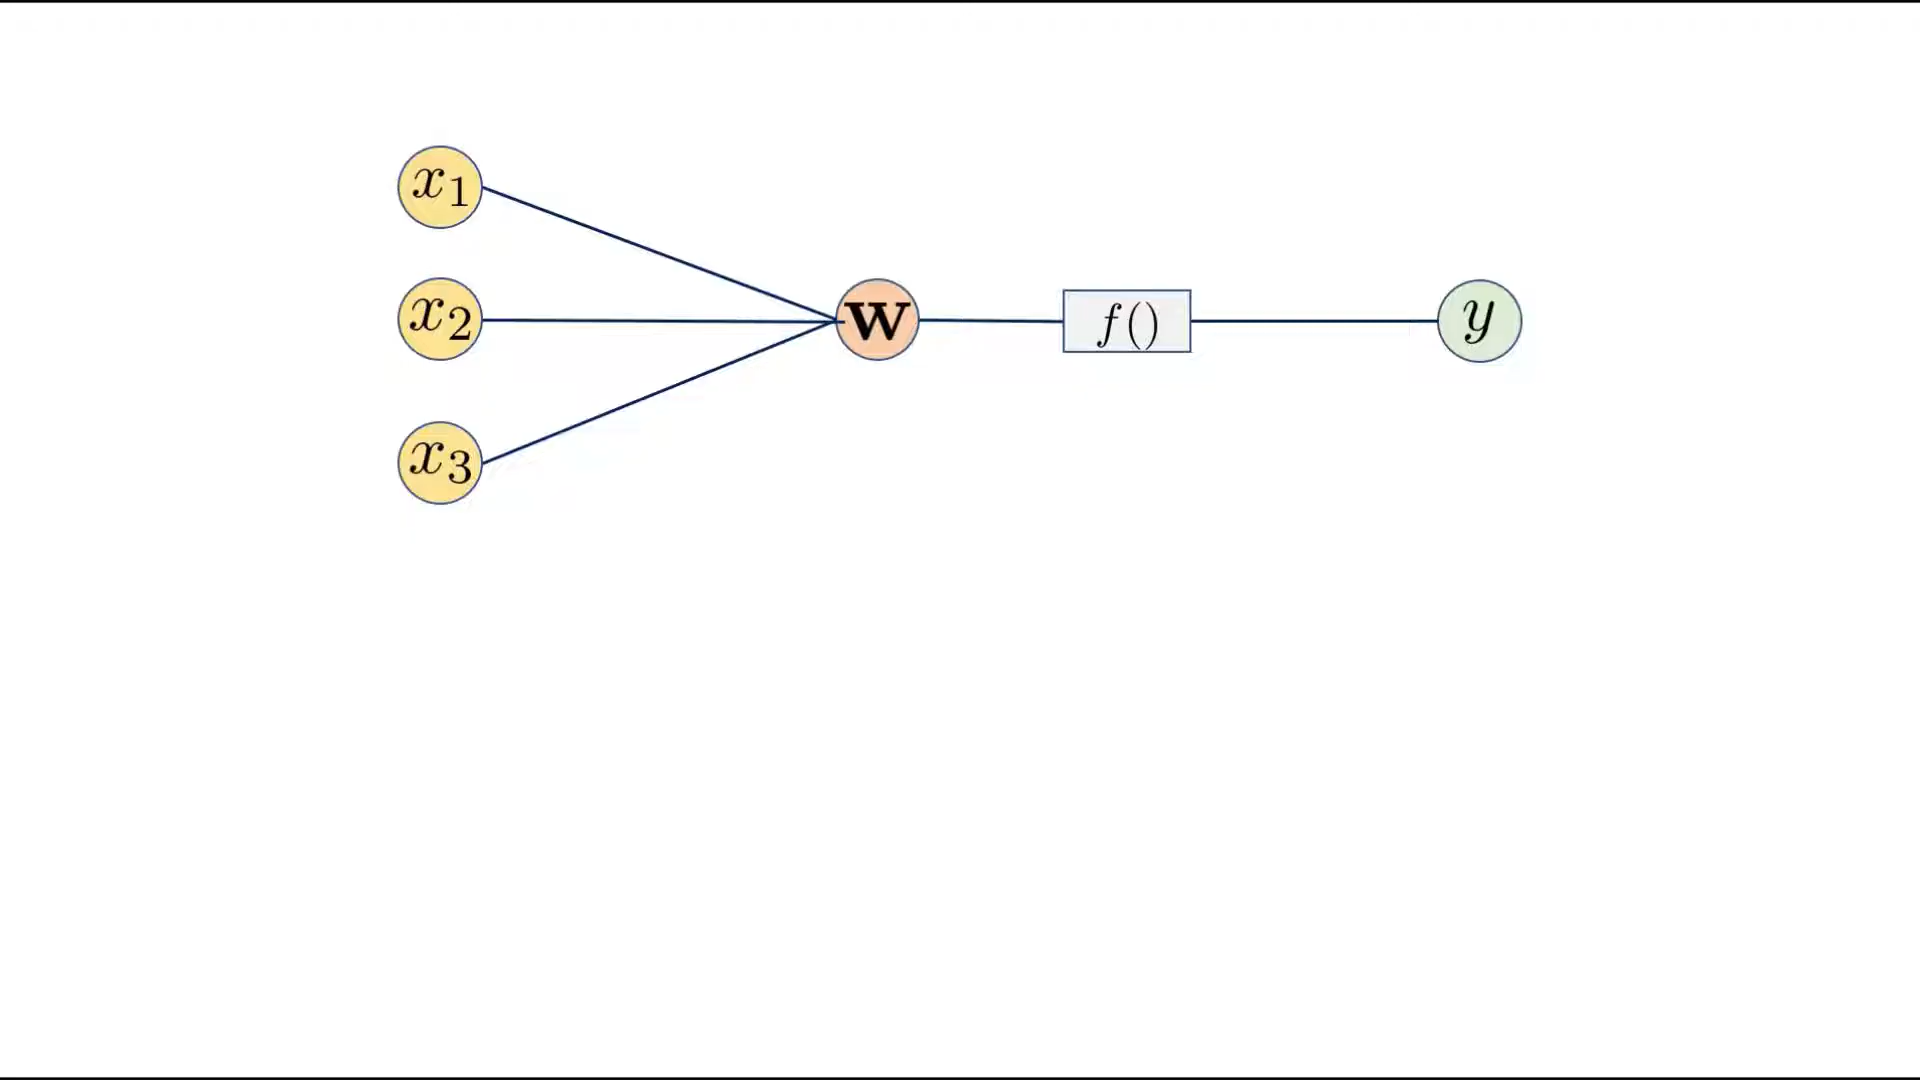 x₁
x₂
x₃
w
f()
y